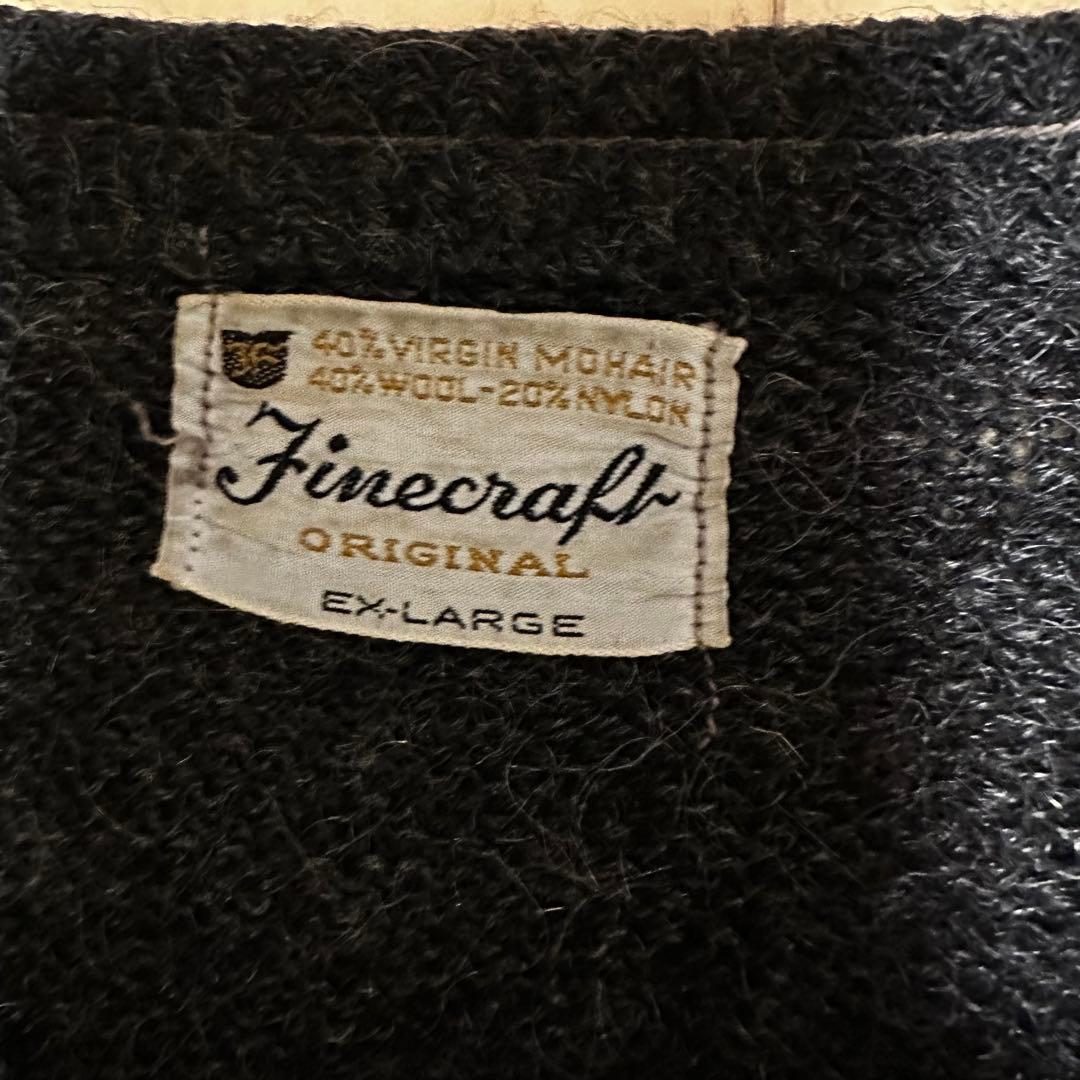 40% VIRGIN MOHAIR
40% WOOL-20% NYLON
Finecraft
ORIGINAL
EX-LARGE